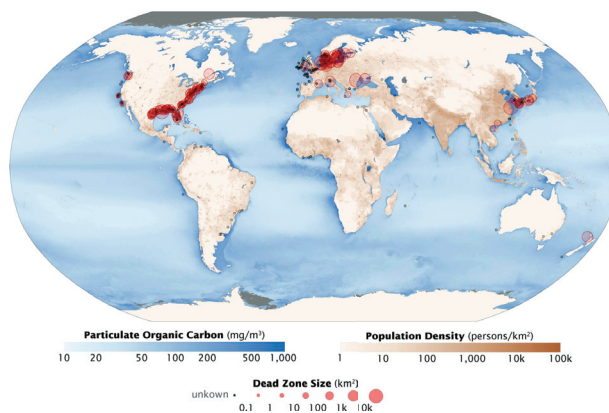 Particulate Organic Carbon (mg/m³)
10 20 50 100 200 500 1,000
Population Density (persons/km²)
1 10 100 1,000 10k 100k
Dead Zone Size (km²)
unkown
0.1 1 10 100 1k 10k